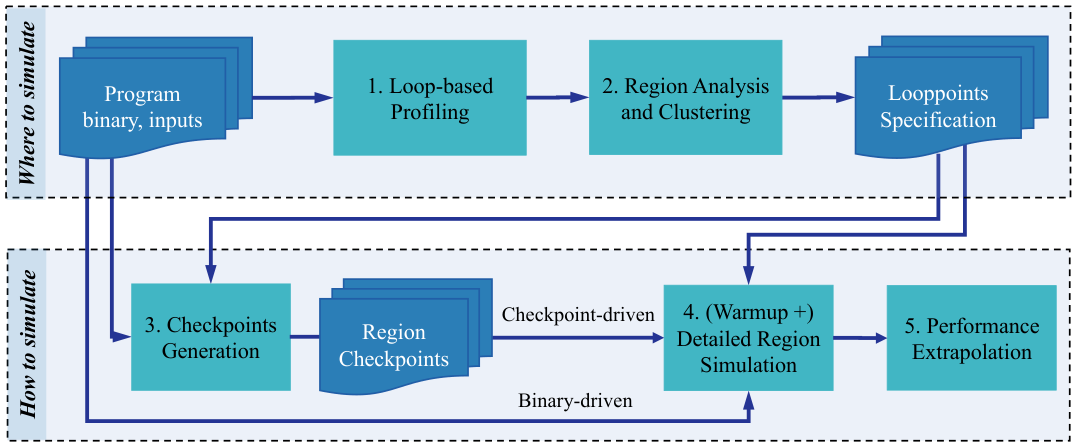 Where to simulate
Program
binary, inputs
1. Loop-based
Profiling
2. Region Analysis
and Clustering
Looppoints
Specification
How to simulate
3. Checkpoints
Generation
Region
Checkpoints
Checkpoint-driven
Binary-driven
4. (Warmup +)
Detailed Region
Simulation
5. Performance
Extrapolation